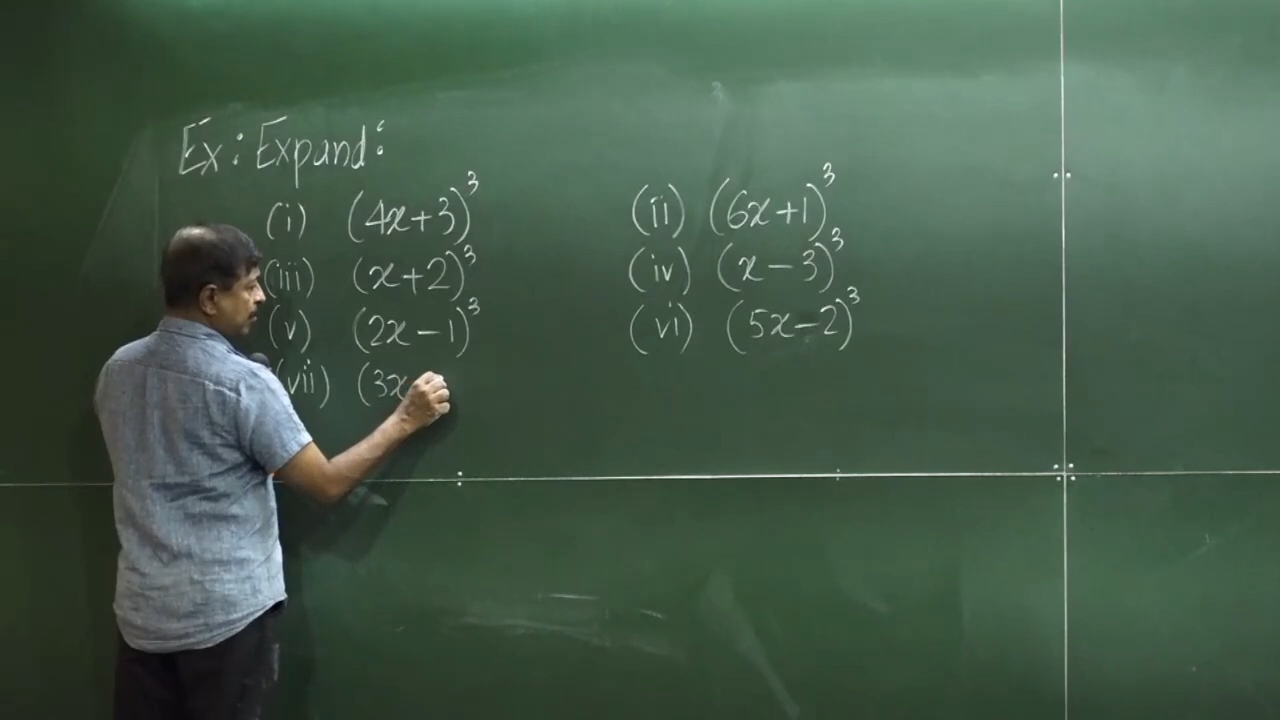 Ex: Expand:
(i) (4x+3)³ (ii) (6x+1)³
(iii) (x+2)³ (iv) (x-3)³
(v) (2x-1)³ (vi) (5x-2)³
(vii) (3x